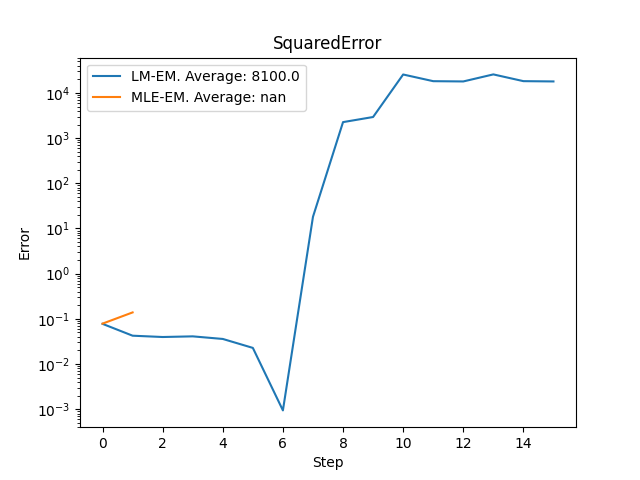 SquaredError
LM-EM. Average: 8100.0
MLE-EM. Average: nan
10^4
10^3
10^2
10^1
10^0
10^−1
10^−2
10^−3
Error
0 2 4 6 8 10 12 14
Step